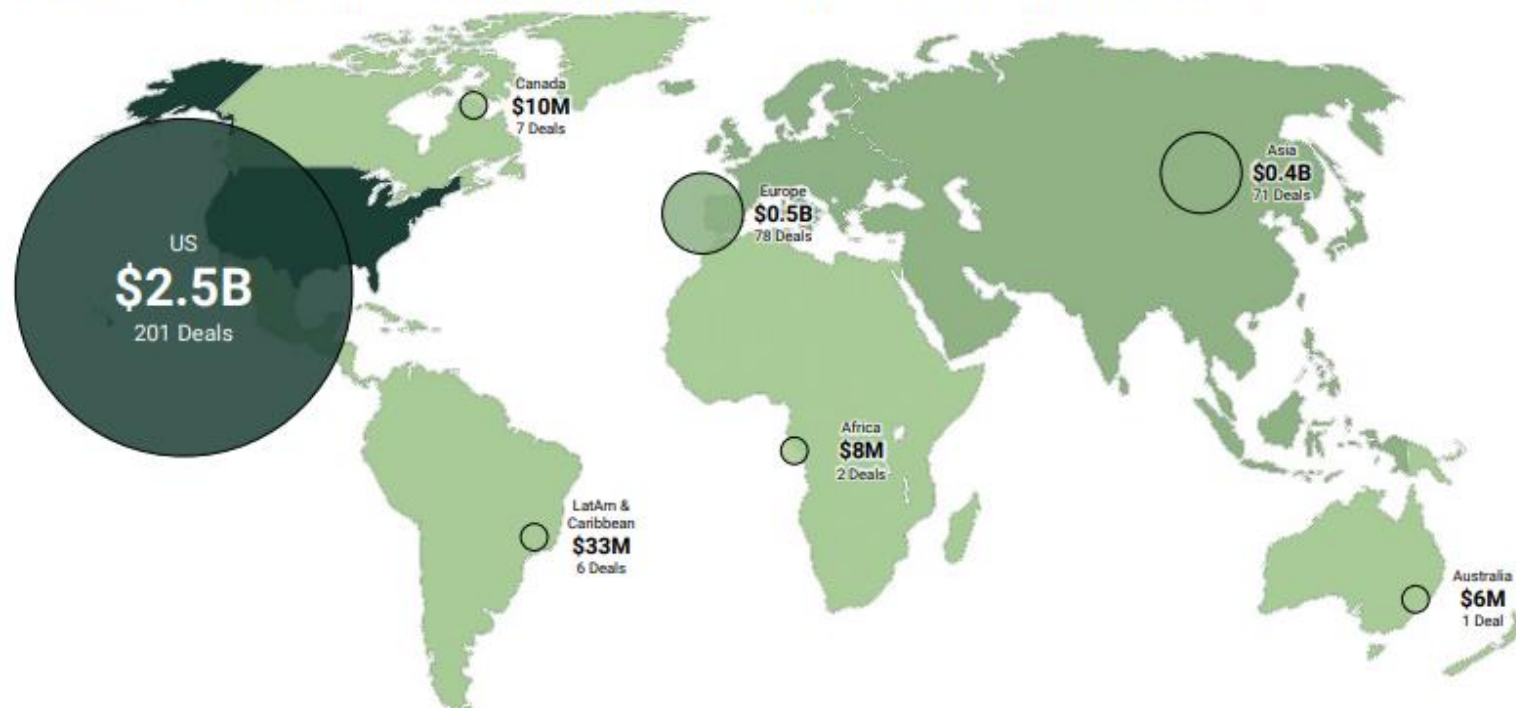 Canada
$10M
7 Deals
US
$2.5B
201 Deals
Europe
$0.5B
78 Deals
Asia
$0.4B
71 Deals
Africa
$8M
2 Deals
LatAm &
Caribbean
$33M
6 Deals
Australia
$6M
1 Deal